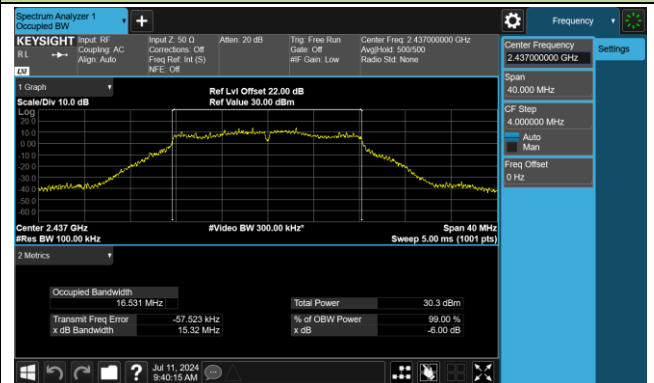 Spectrum Analyzer 1
Occupied BW
Frequency
KEYSIGHT
RL
Input: RF
Coupling: AC
Align: Auto
Input Z: 50 Ω
Corrections: Off
Freq Ref: Int (S)
NFE: Off
Atten: 20 dB
Trig: Free Run
Gate: Off
#IF Gain: Low
Center Freq: 2.437000000 GHz
Avg|Hold: 500/500
Radio Std: None
Center Frequency
2.437000000 GHz
Settings
Span
40.000 MHz
CF Step
4.000000 MHz
Auto
Man
Freq Offset
0 Hz
1 Graph
Scale/Div 10.0 dB
Ref Lvl Offset 22.00 dB
Ref Value 30.00 dBm
Log
20.0
10.0
0.00
-10.0
-20.0
-30.0
-40.0
-50.0
-60.0
Center 2.437 GHz
#Res BW 100.00 kHz
#Video BW 300.00 kHz*
Span 40 MHz
Sweep 5.00 ms (1001 pts)
2 Metrics
Occupied Bandwidth
16.531 MHz
Total Power 30.3 dBm
Transmit Freq Error -57.523 kHz
% of OBW Power 99.00 %
x dB Bandwidth 15.32 MHz
x dB -6.00 dB
Jul 11, 2024
9:40:15 AM